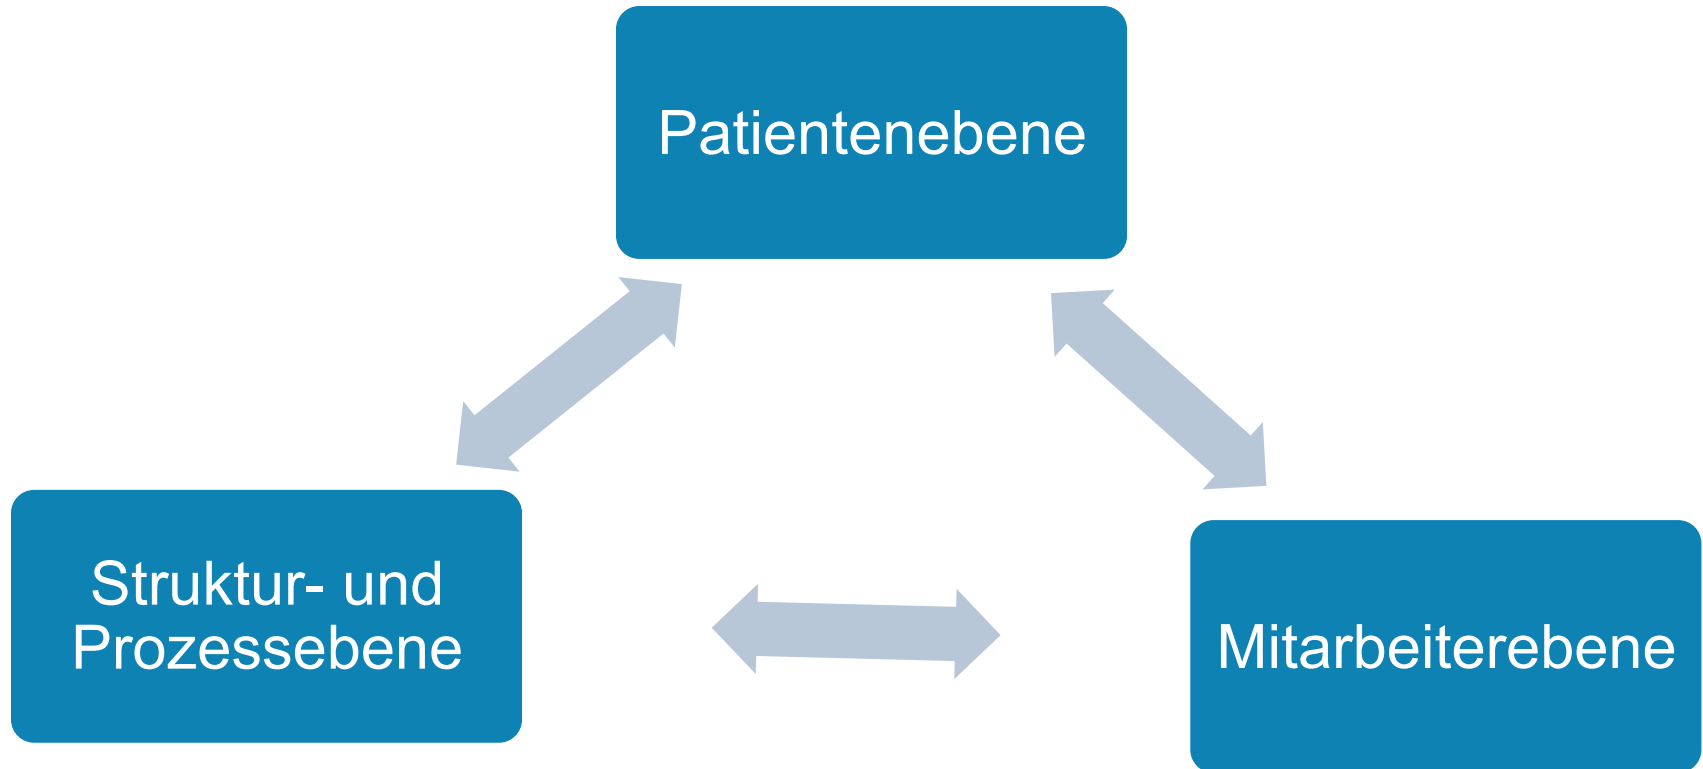 Patientenebene
Struktur- und
Prozessebene
Mitarbeiterebene